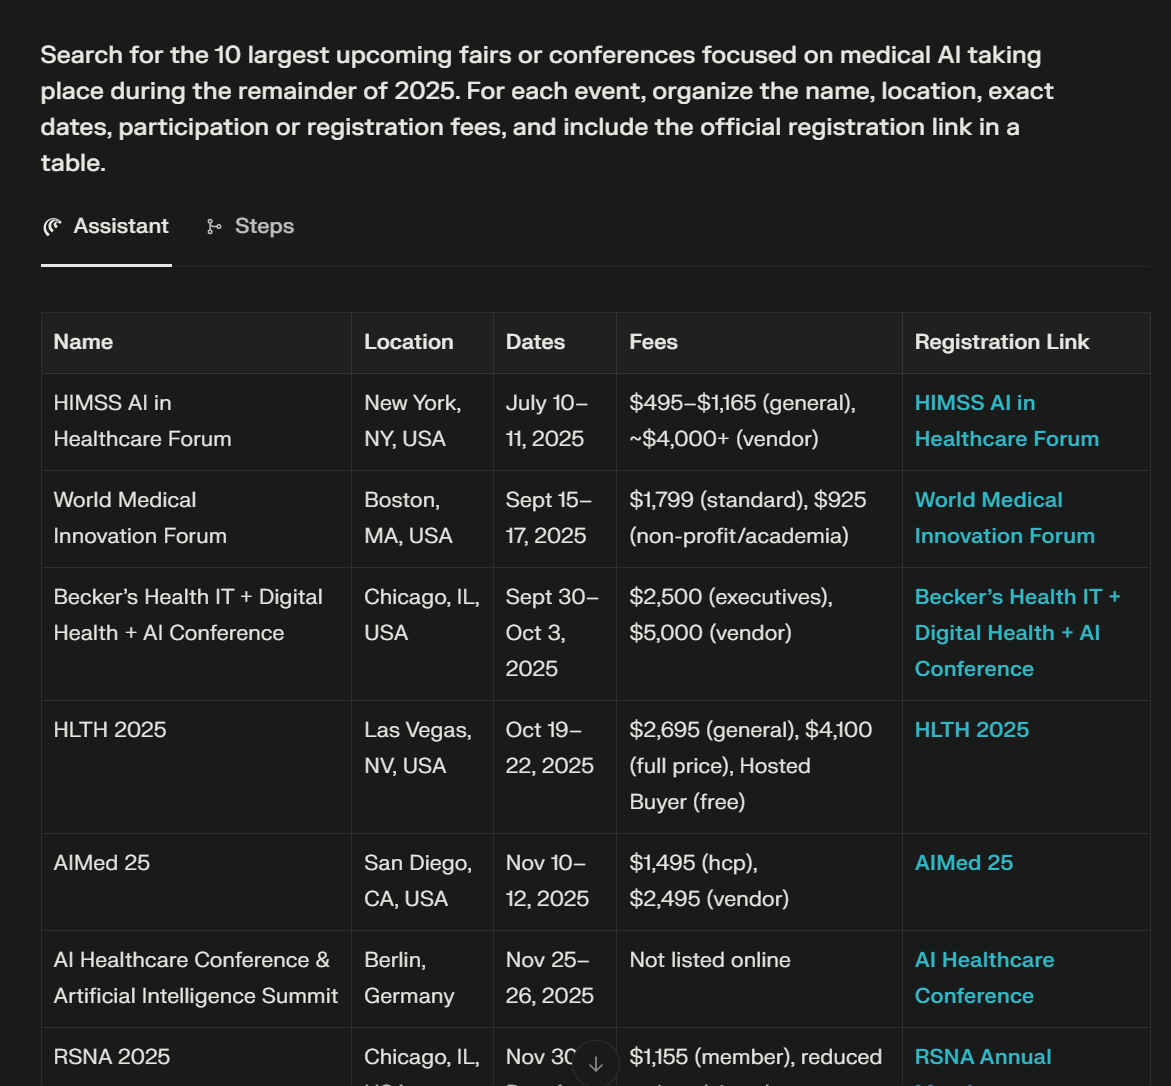 Search for the 10 largest upcoming fairs or conferences focused on medical AI taking
place during the remainder of 2025. For each event, organize the name, location, exact
dates, participation or registration fees, and include the official registration link in a
table.
Assistant
Steps
Name
Location
Dates
Fees
Registration Link
HIMSS AI in
Healthcare Forum
New York,
NY, USA
July 10–
11, 2025
$495–$1,165 (general),
~$4,000+ (vendor)
HIMSS AI in
Healthcare Forum
World Medical
Innovation Forum
Boston,
MA, USA
Sept 15–
17, 2025
$1,799 (standard), $925
(non-profit/academia)
World Medical
Innovation Forum
Becker’s Health IT + Digital
Health + AI Conference
Chicago, IL,
USA
Sept 30–
Oct 3,
2025
$2,500 (executives),
$5,000 (vendor)
Becker’s Health IT +
Digital Health + AI
Conference
HLTH 2025
Las Vegas,
NV, USA
Oct 19–
22, 2025
$2,695 (general), $4,100
(full price), Hosted
Buyer (free)
HLTH 2025
AIMed 25
San Diego,
CA, USA
Nov 10–
12, 2025
$1,495 (hcp),
$2,495 (vendor)
AIMed 25
AI Healthcare Conference &
Artificial Intelligence Summit
Berlin,
Germany
Nov 25–
26, 2025
Not listed online
AI Healthcare
Conference
RSNA 2025
Chicago, IL,
Nov 30
$1,155 (member), reduced
RSNA Annual